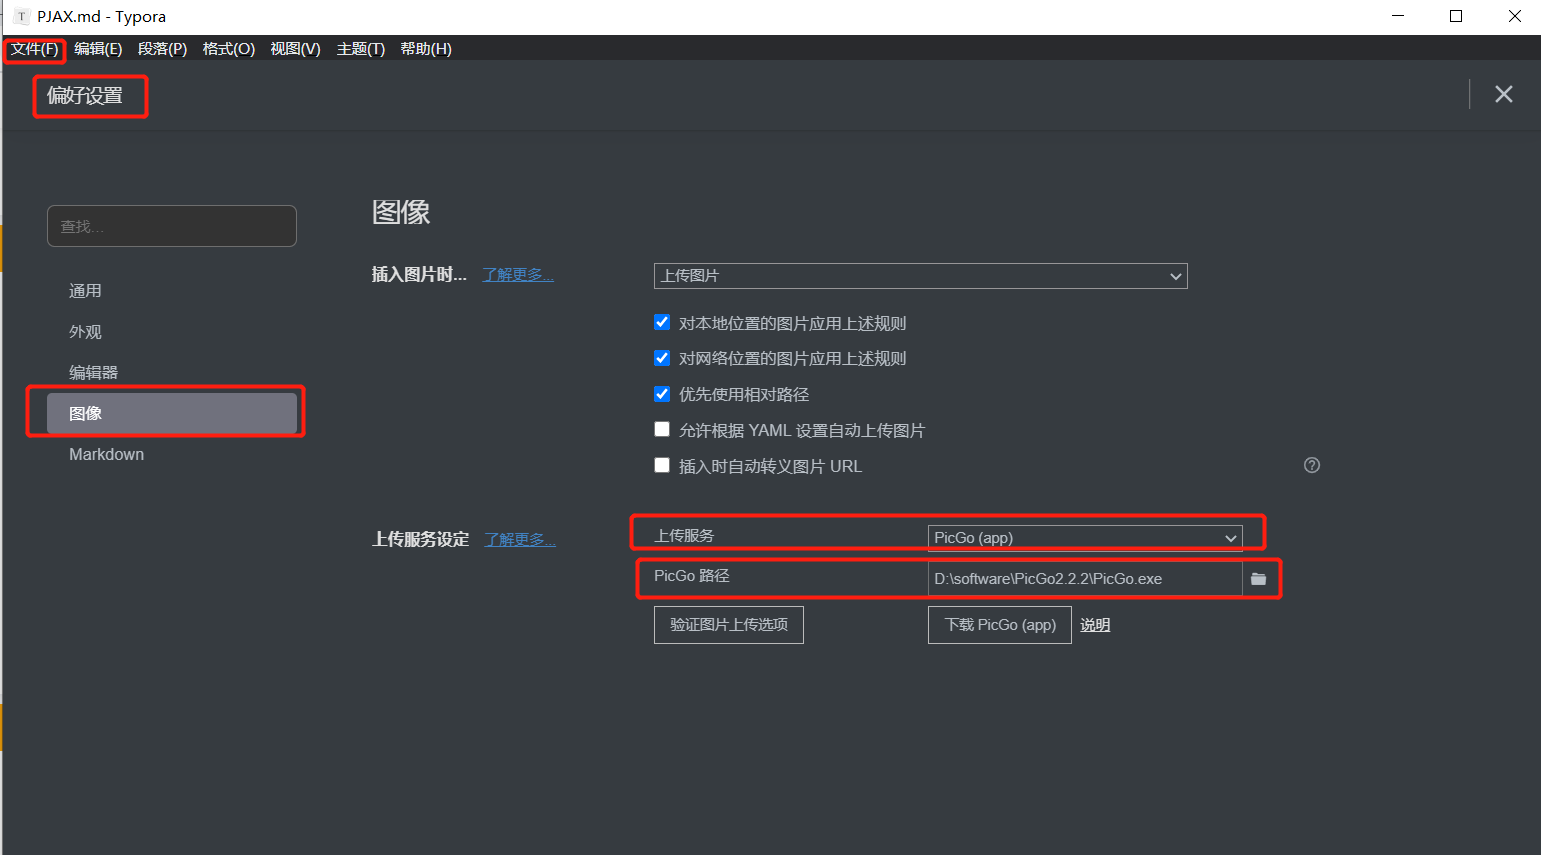 PJAX.md - Typora
文件(F) 编辑(E) 段落(P) 格式(O) 视图(V) 主题(T) 帮助(H)
偏好设置
查找...
通用
外观
编辑器
图像
Markdown
图像
插入图片时... 了解更多... 上传图片
对本地位置的图片应用上述规则
对网络位置的图片应用上述规则
优先使用相对路径
允许根据 YAML 设置自动上传图片
插入时自动转义图片 URL
上传服务设定 了解更多... 上传服务 PicGo (app)
PicGo 路径 D:\software\PicGo2.2.2\PicGo.exe
验证图片上传选项 下载 PicGo (app) 说明